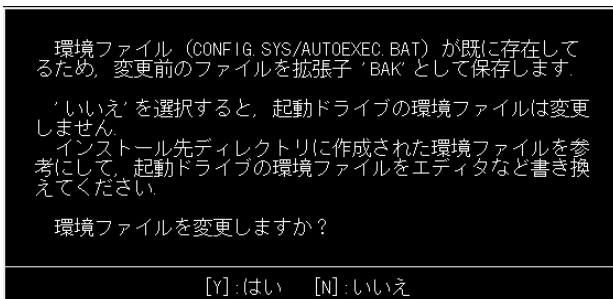 環境ファイル (CONFIG.SYS/AUTOEXEC.BAT) が既に存在して
るため, 変更前のファイルを拡張子 'BAK' として保存します.
'いいえ' を選択すると, 起動ドライブの環境ファイルは変更
しません.
インストール先ディレクトリに作成された環境ファイルを参
考にして, 起動ドライブの環境ファイルをエディタなど書き換
えてください.
環境ファイルを変更しますか？
[Y]:はい [N]:いいえ